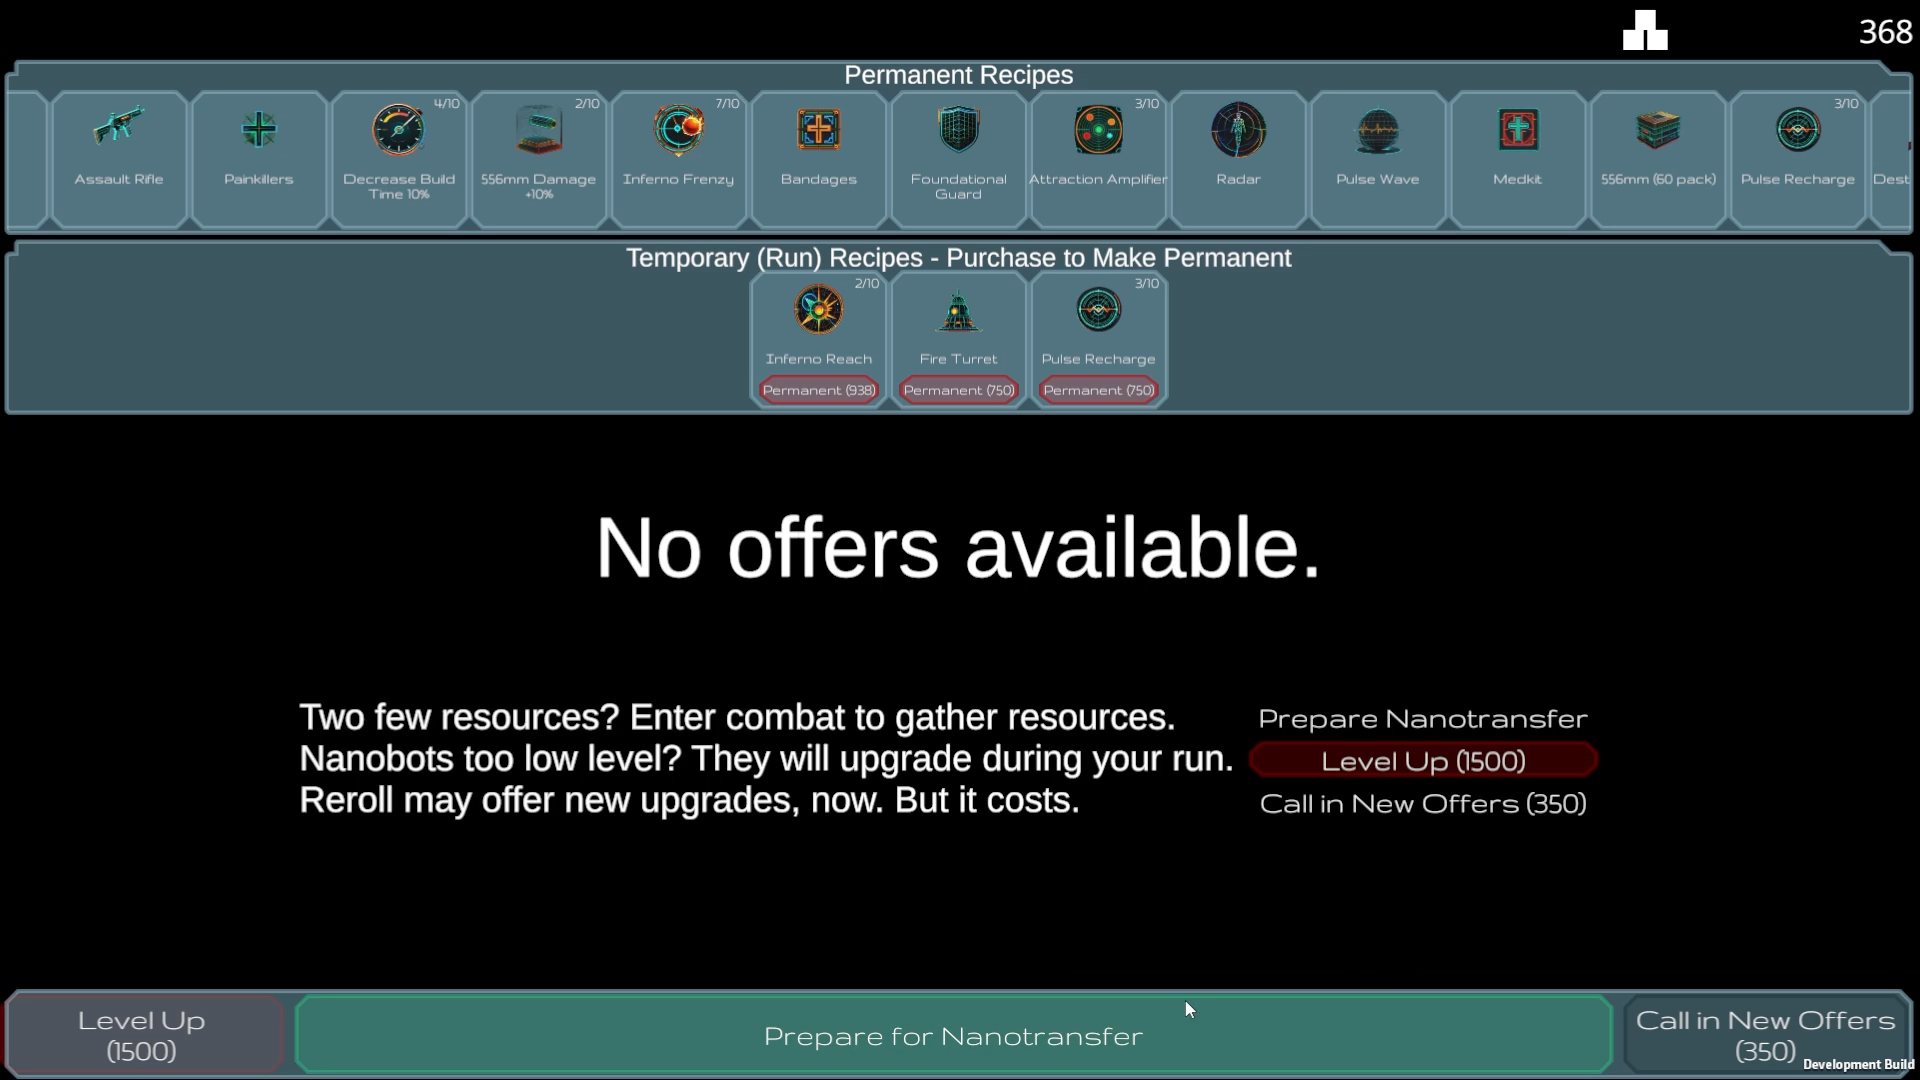 368
Permanent Recipes
Assault Rifle
Painkillers
4/10
Decrease Build
Time 10%
2/10
556mm Damage
+10%
7/10
Inferno Frenzy
Bandages
Foundational
Guard
3/10
Attraction Amplifier
Radar
Pulse Wave
Medkit
556mm (60 pack)
3/10
Pulse Recharge
Dest
Temporary (Run) Recipes - Purchase to Make Permanent
2/10
Inferno Reach
Permanent (938)
Fire Turret
Permanent (750)
3/10
Pulse Recharge
Permanent (750)
No offers available.
Two few resources? Enter combat to gather resources.
Prepare Nanotransfer
Nanobots too low level? They will upgrade during your run.
Level Up (1500)
Reroll may offer new upgrades, now. But it costs.
Call in New Offers (350)
Level Up
(1500)
Prepare for Nanotransfer
Call in New Offers
(350)
Development Build